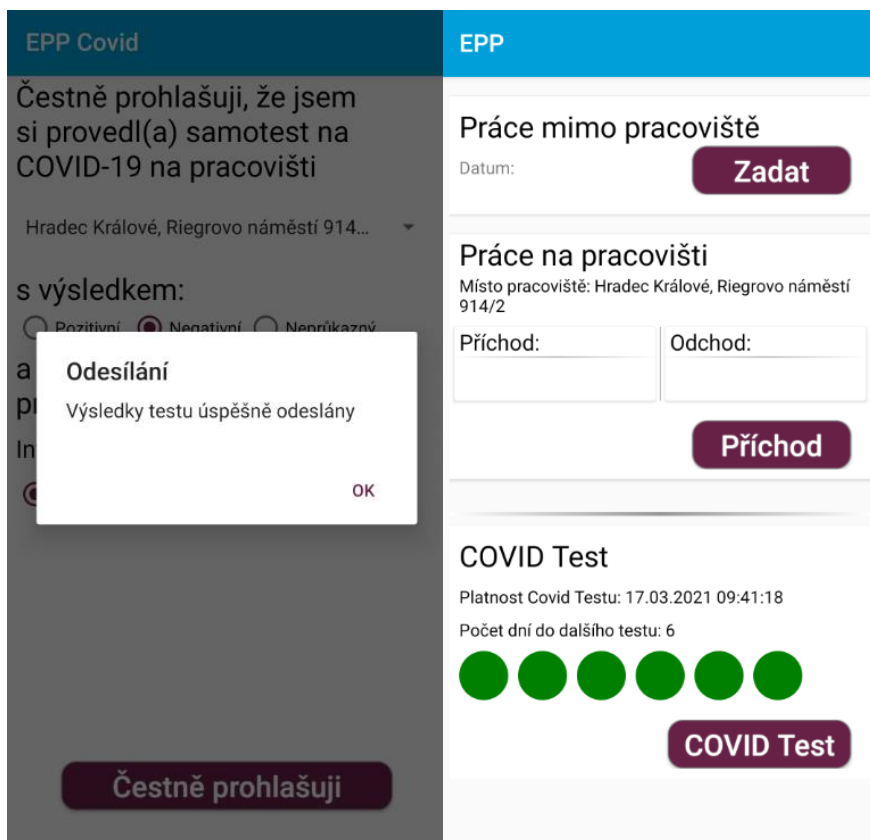 EPP Covid
Čestně prohlašuji, že jsem
si provedl(a) samotest na
COVID-19 na pracovišti
Hradec Králové, Riegrovo náměstí 914...
s výsledkem:
Pozitivní Negativní Neprůkazný
a
Odesílání
Výsledky testu úspěšně odeslány
OK
Čestně prohlašuji
EPP
Práce mimo pracoviště
Datum:
Zadat
Práce na pracovišti
Místo pracoviště: Hradec Králové, Riegrovo náměstí
914/2
Příchod:
Odchod:
Příchod
COVID Test
Platnost Covid Testu: 17.03.2021 09:41:18
Počet dní do dalšího testu: 6
COVID Test